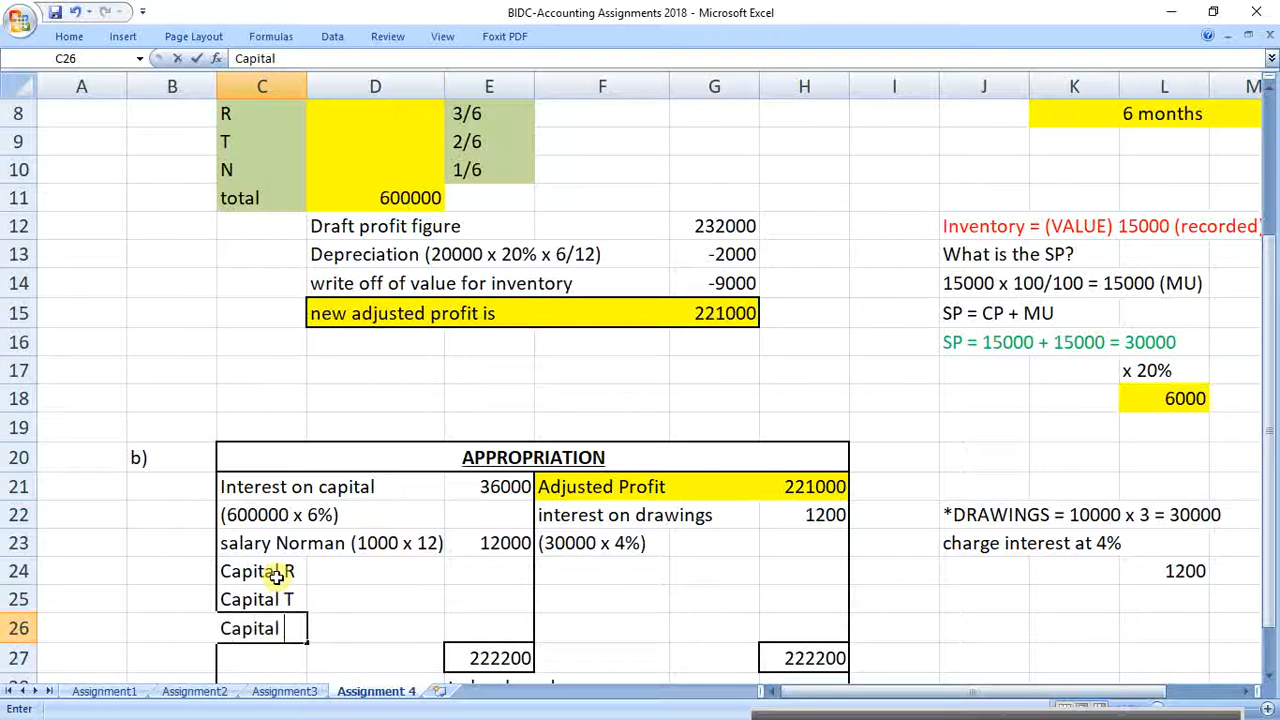 BIDC-Accounting Assignments 2018 - Microsoft Excel
Home Insert Page Layout Formulas Data Review View Foxit PDF
C26 fx Capital
A B C D E F G H I J K L M
8 R 3/6 6 months
9 T 2/6
10 N 1/6
11 total 600000
12 Draft profit figure 232000 Inventory = (VALUE) 15000 (recorded)
13 Depreciation (20000 x 20% x 6/12) -2000 What is the SP?
14 write off of value for inventory -9000 15000 x 100/100 = 15000 (MU)
15 new adjusted profit is 221000 SP = CP + MU
16 SP = 15000 + 15000 = 30000
17 x 20%
18 6000
19
20 b) APPROPRIATION
21 Interest on capital 36000 Adjusted Profit 221000
22 (600000 x 6%) interest on drawings 1200 *DRAWINGS = 10000 x 3 = 30000
23 salary Norman (1000 x 12) 12000 (30000 x 4%) charge interest at 4%
24 Capital R 1200
25 Capital T
26 Capital
27 222200 222200
Assignment1 Assignment2 Assignment3 Assignment 4
Enter